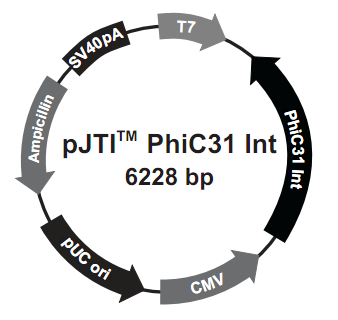 T7
SV40pA
Ampicillin
pJTI™ PhiC31 Int
6228 bp
PhiC31 Int
pUC ori
CMV